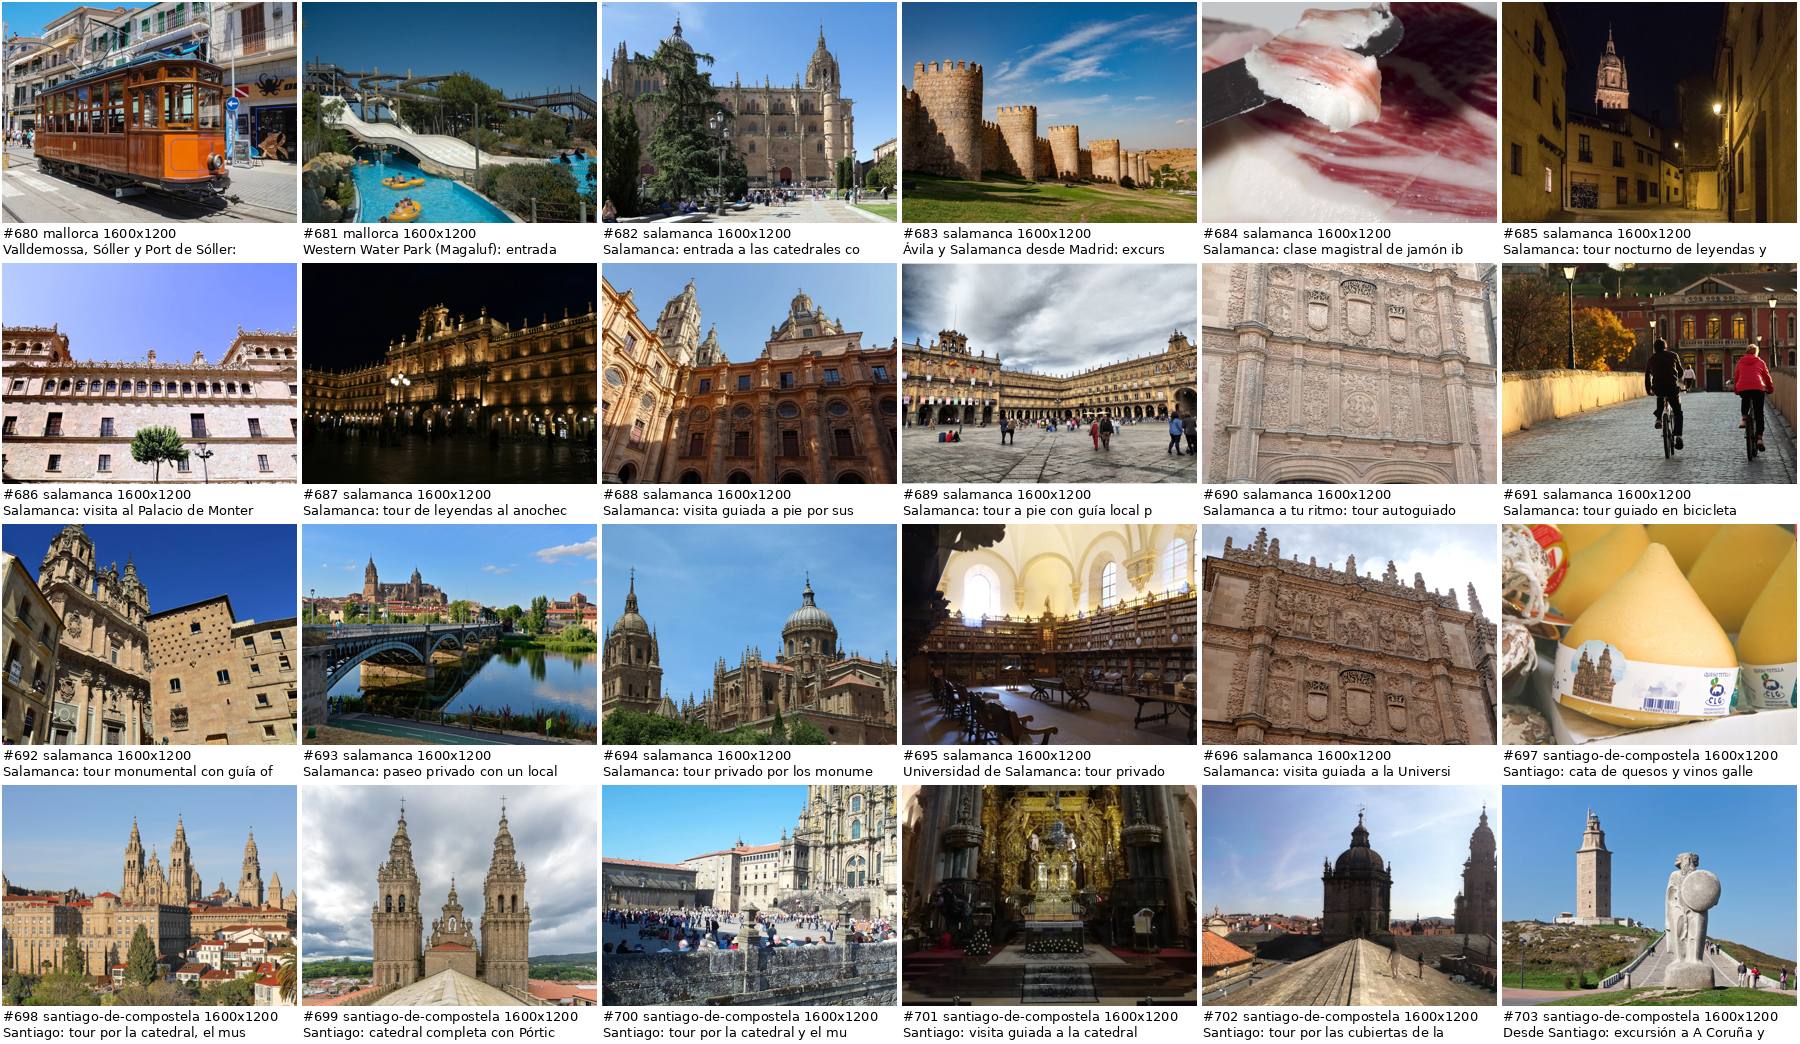 #680 mallorca 1600x1200
Valldemossa, Sóller y Port de Sóller:
#681 mallorca 1600x1200
Western Water Park (Magaluf): entrada
#682 salamanca 1600x1200
Salamanca: entrada a las catedrales co
#683 salamanca 1600x1200
Ávila y Salamanca desde Madrid: excurs
#684 salamanca 1600x1200
Salamanca: clase magistral de jamón ib
#685 salamanca 1600x1200
Salamanca: tour nocturno de leyendas y
#686 salamanca 1600x1200
Salamanca: visita al Palacio de Monter
#687 salamanca 1600x1200
Salamanca: tour de leyendas al anochec
#688 salamanca 1600x1200
Salamanca: visita guiada a pie por sus
#689 salamanca 1600x1200
Salamanca: tour a pie con guía local p
#690 salamanca 1600x1200
Salamanca a tu ritmo: tour autoguiado
#691 salamanca 1600x1200
Salamanca: tour guiado en bicicleta
#692 salamanca 1600x1200
Salamanca: tour monumental con guía of
#693 salamanca 1600x1200
Salamanca: paseo privado con un local
#694 salamanca 1600x1200
Salamanca: tour privado por los monume
#695 salamanca 1600x1200
Universidad de Salamanca: tour privado
#696 salamanca 1600x1200
Salamanca: visita guiada a la Universi
CLG
#697 santiago-de-compostela 1600x1200
Santiago: cata de quesos y vinos galle
#698 santiago-de-compostela 1600x1200
Santiago: tour por la catedral, el mus
#699 santiago-de-compostela 1600x1200
Santiago: catedral completa con Pórtic
#700 santiago-de-compostela 1600x1200
Santiago: tour por la catedral y el mu
#701 santiago-de-compostela 1600x1200
Santiago: visita guiada a la catedral
#702 santiago-de-compostela 1600x1200
Santiago: tour por las cubiertas de la
#703 santiago-de-compostela 1600x1200
Desde Santiago: excursión a A Coruña y